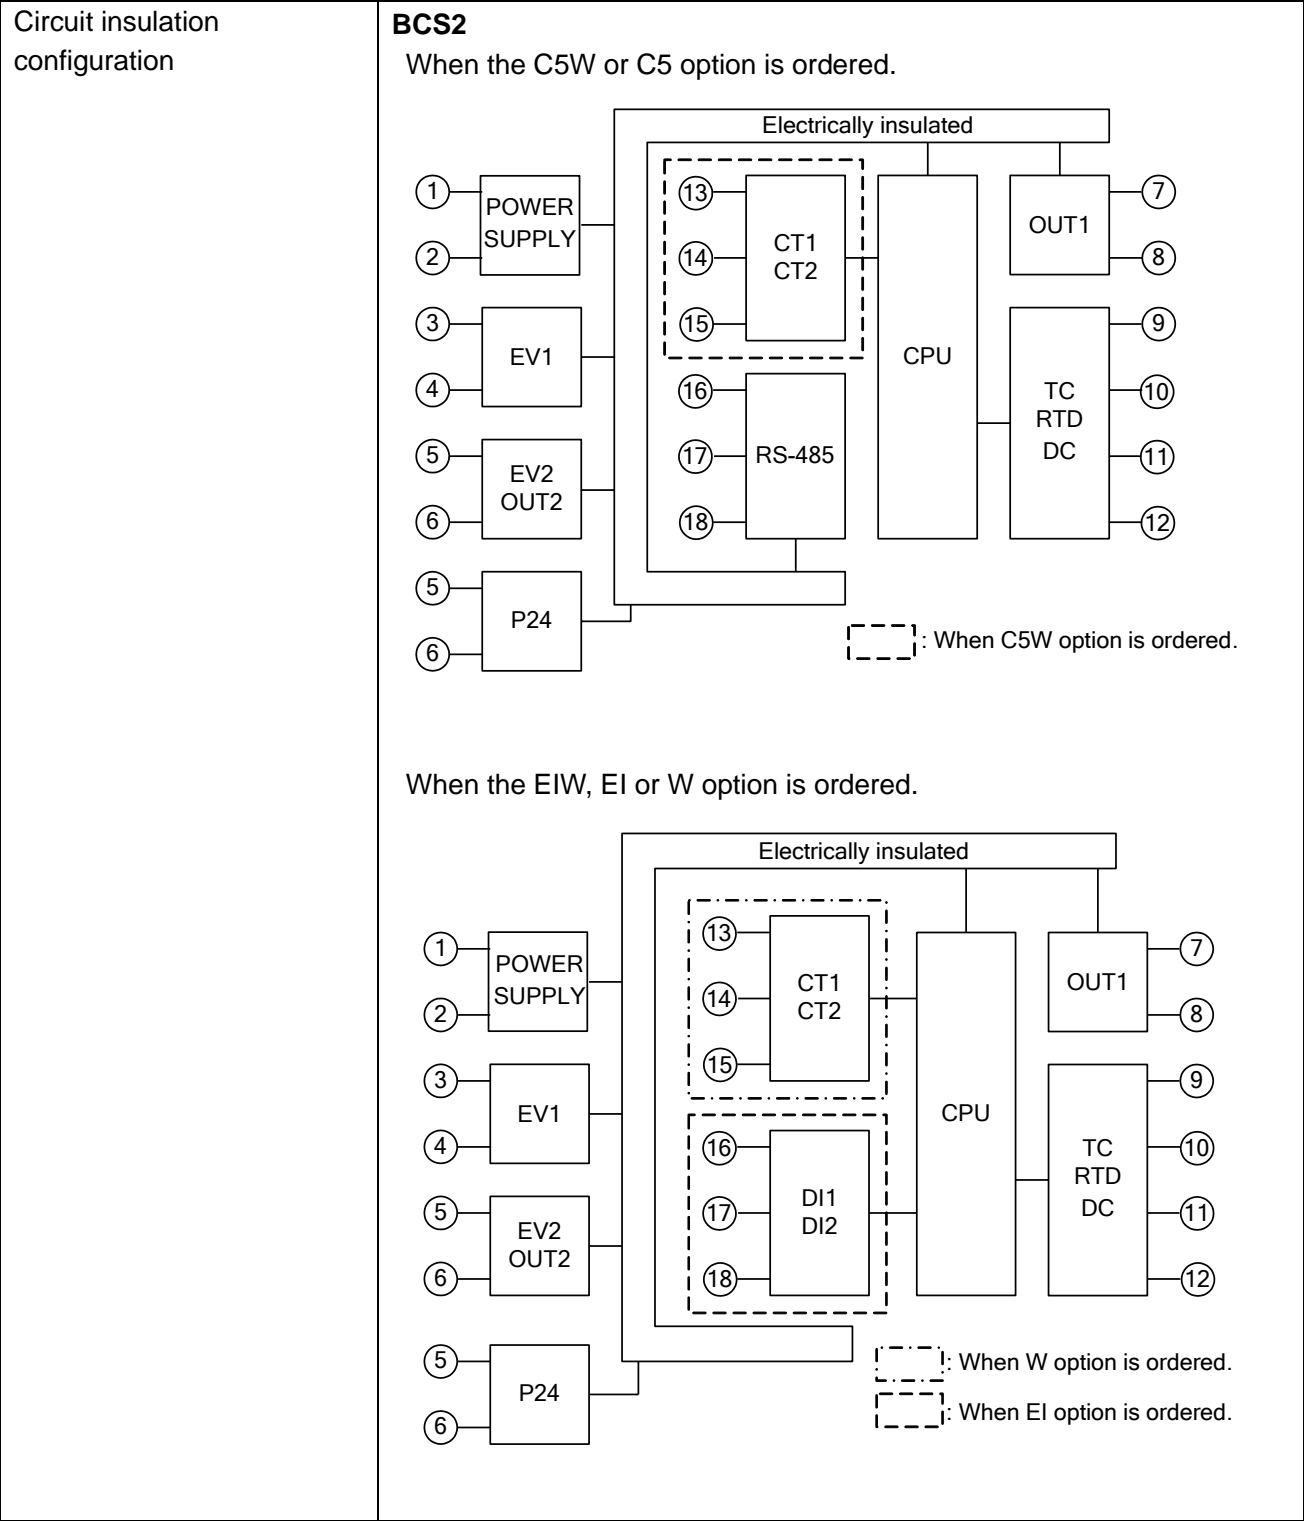 Circuit insulation
configuration
BCS2
When the C5W or C5 option is ordered.
Electrically insulated
1
2
POWER
SUPPLY
3
4
EV1
5
6
EV2
OUT2
5
6
P24
13
14
15
CT1
CT2
16
17
18
RS-485
CPU
OUT1
7
8
TC
RTD
DC
9
10
11
12
: When C5W option is ordered.
When the EIW, EI or W option is ordered.
Electrically insulated
1
2
POWER
SUPPLY
3
4
EV1
5
6
EV2
OUT2
5
6
P24
13
14
15
CT1
CT2
16
17
18
DI1
DI2
CPU
OUT1
7
8
TC
RTD
DC
9
10
11
12
: When W option is ordered.
: When EI option is ordered.